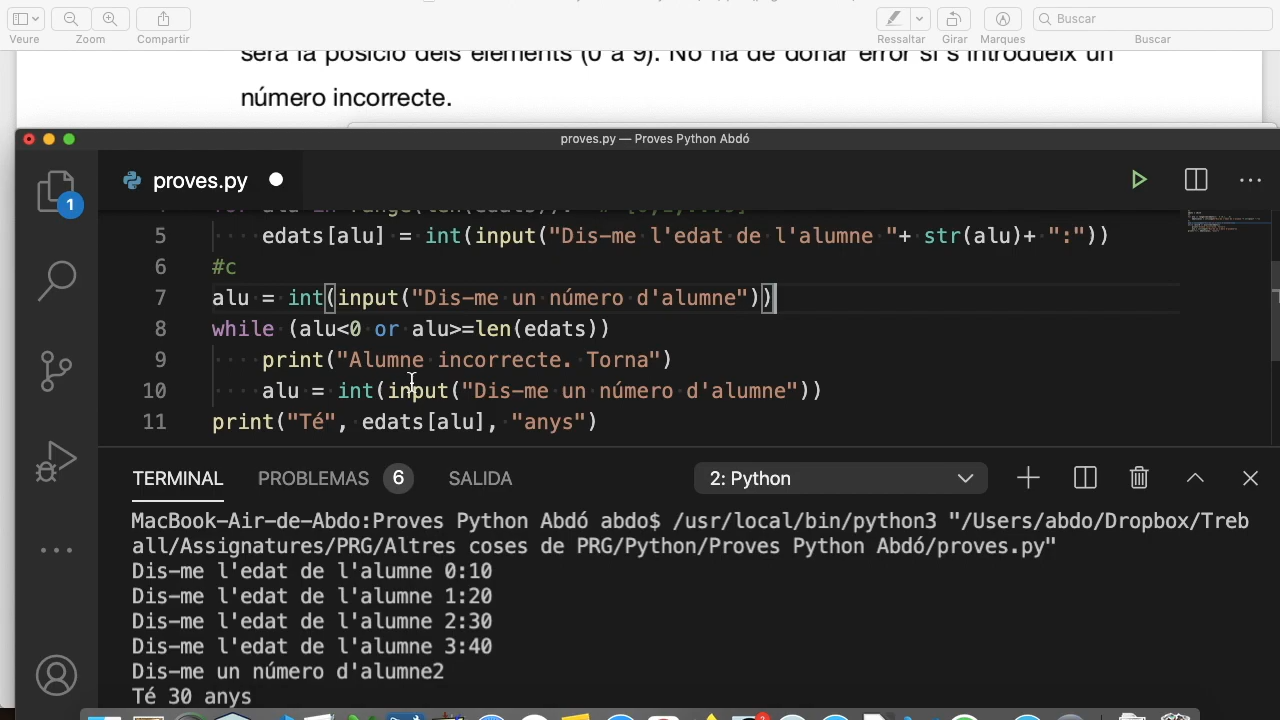 Buscar
Veure
Zoom
Compartir
Ressaltar
Girar
Marques
Buscar
serà la posició dels elements (0 a 9). No ha de donar error si s'introdueix un
número incorrecte.
proves.py — Proves Python Abdó
1
proves.py
5 ····edats[alu] = int(input("Dis-me l'edat de l'alumne "+ str(alu)+ ":"))
6 #c
7 alu = int(input("Dis-me un número d'alumne"))
8 while (alu<0 or alu>=len(edats))
9 ····print("Alumne incorrecte. Torna")
10 ····alu = int(input("Dis-me un número d'alumne"))
11 print("Té", edats[alu], "anys")
TERMINAL PROBLEMAS 6 SALIDA 2: Python
MacBook-Air-de-Abdo:Proves Python Abdó abdo$ /usr/local/bin/python3 "/Users/abdo/Dropbox/Treb
all/Assignatures/PRG/Altres coses de PRG/Python/Proves Python Abdó/proves.py"
Dis-me l'edat de l'alumne 0:10
Dis-me l'edat de l'alumne 1:20
Dis-me l'edat de l'alumne 2:30
Dis-me l'edat de l'alumne 3:40
Dis-me un número d'alumne2
Té 30 anys